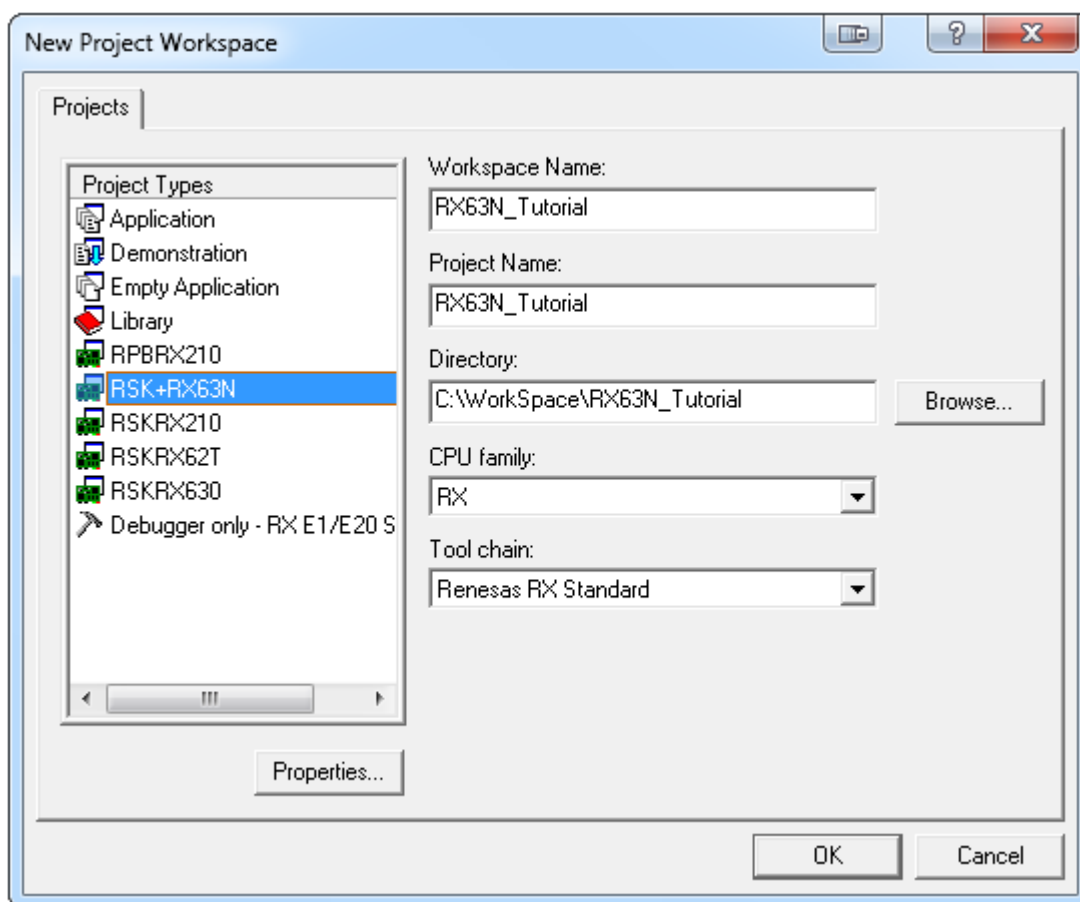 New Project Workspace
Projects
Project Types
Application
Demonstration
Empty Application
Library
RPBRX210
RSK+RX63N
RSKRX210
RSKRX62T
RSKRX630
Debugger only - RX E1/E20 S
Properties...
Workspace Name:
RX63N_Tutorial
Project Name:
RX63N_Tutorial
Directory:
C:\WorkSpace\RX63N_Tutorial
Browse...
CPU family:
RX
Tool chain:
Renesas RX Standard
OK
Cancel